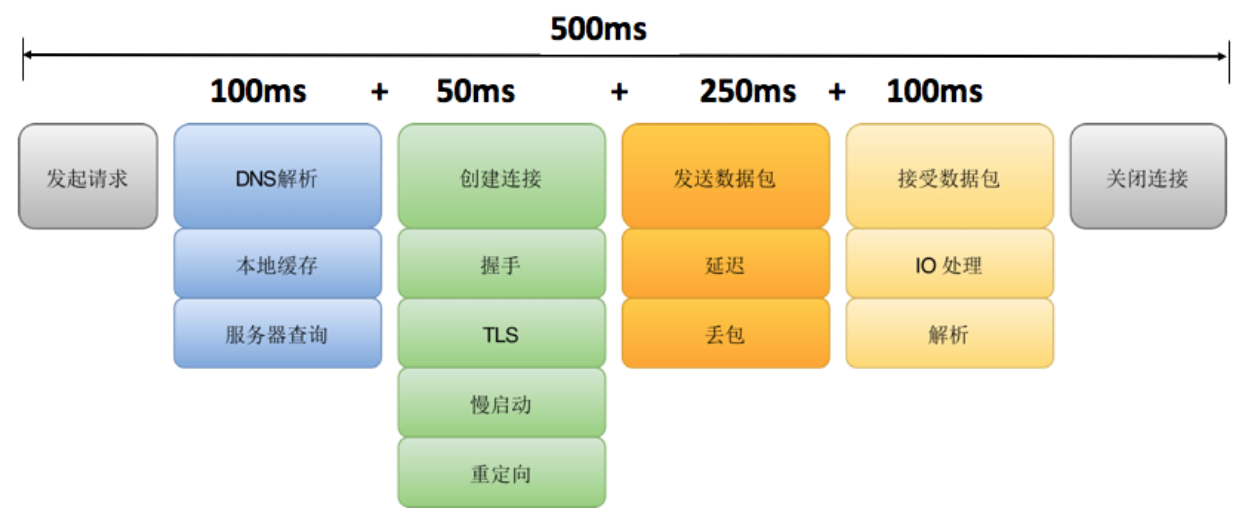 500ms
100ms + 50ms + 250ms + 100ms
发起请求 DNS解析 创建连接 发送数据包 接受数据包 关闭连接
本地缓存 握手 延迟 IO 处理
服务器查询 TLS 丢包 解析
慢启动
重定向